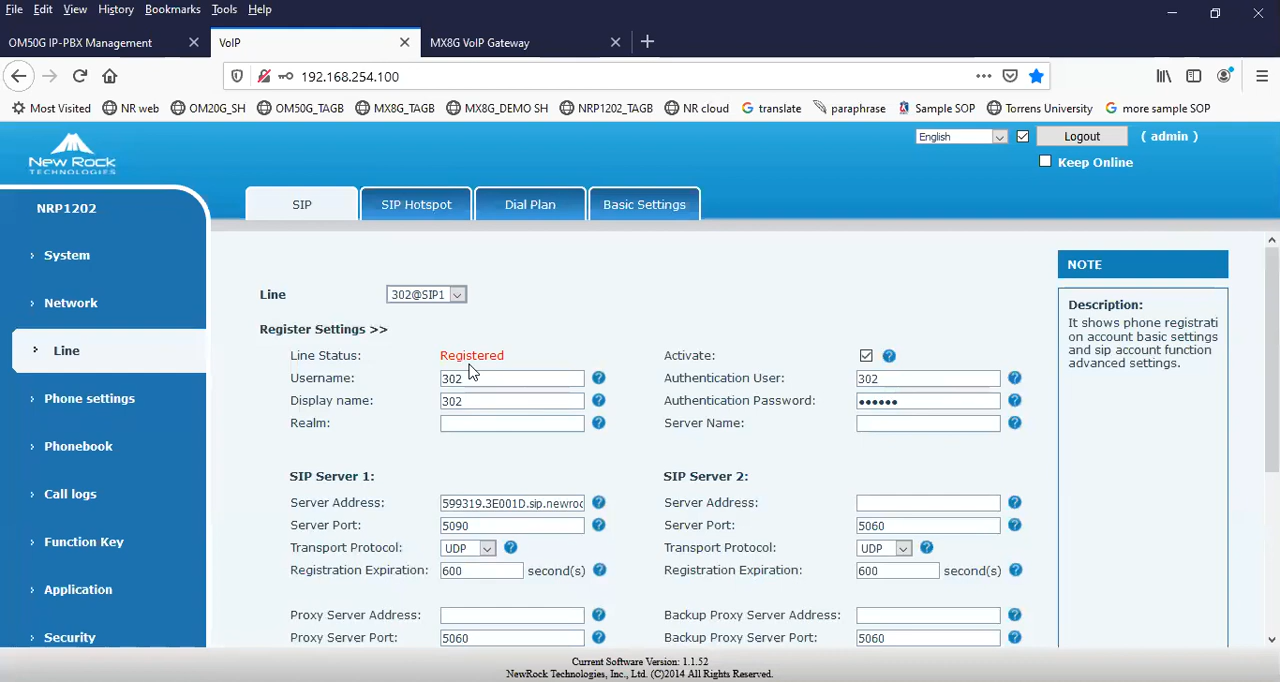 File Edit View History Bookmarks Tools Help
OM50G IP-PBX Management VoIP MX8G VoIP Gateway
192.168.254.100
Most Visited NR web OM20G_SH OM50G_TAGB MX8G_TAGB MX8G_DEMO SH NRP1202_TAGB NR cloud translate paraphrase Sample SOP Torrens University more sample SOP
NEW ROCK
TECHNOLOGIES
English Logout ( admin )
Keep Online
NRP1202
SIP SIP Hotspot Dial Plan Basic Settings
System
Network
Line
Phone settings
Phonebook
Call logs
Function Key
Application
Security
Line 302@SIP1
Register Settings >>
Line Status: Registered Activate:
Username: 302 Authentication User: 302
Display name: 302 Authentication Password: ••••••
Realm: Server Name:
SIP Server 1: SIP Server 2:
Server Address: 599319.3E001D.sip.newroc Server Address:
Server Port: 5090 Server Port: 5060
Transport Protocol: UDP Transport Protocol: UDP
Registration Expiration: 600 second(s) Registration Expiration: 600 second(s)
Proxy Server Address: Backup Proxy Server Address:
Proxy Server Port: 5060 Backup Proxy Server Port: 5060
NOTE
Description:
It shows phone registrati
on account basic settings
and sip account function
advanced settings.
Current Software Version: 1.1.52
NewRock Technologies, Inc., Ltd. (C)2014 All Rights Reserved.